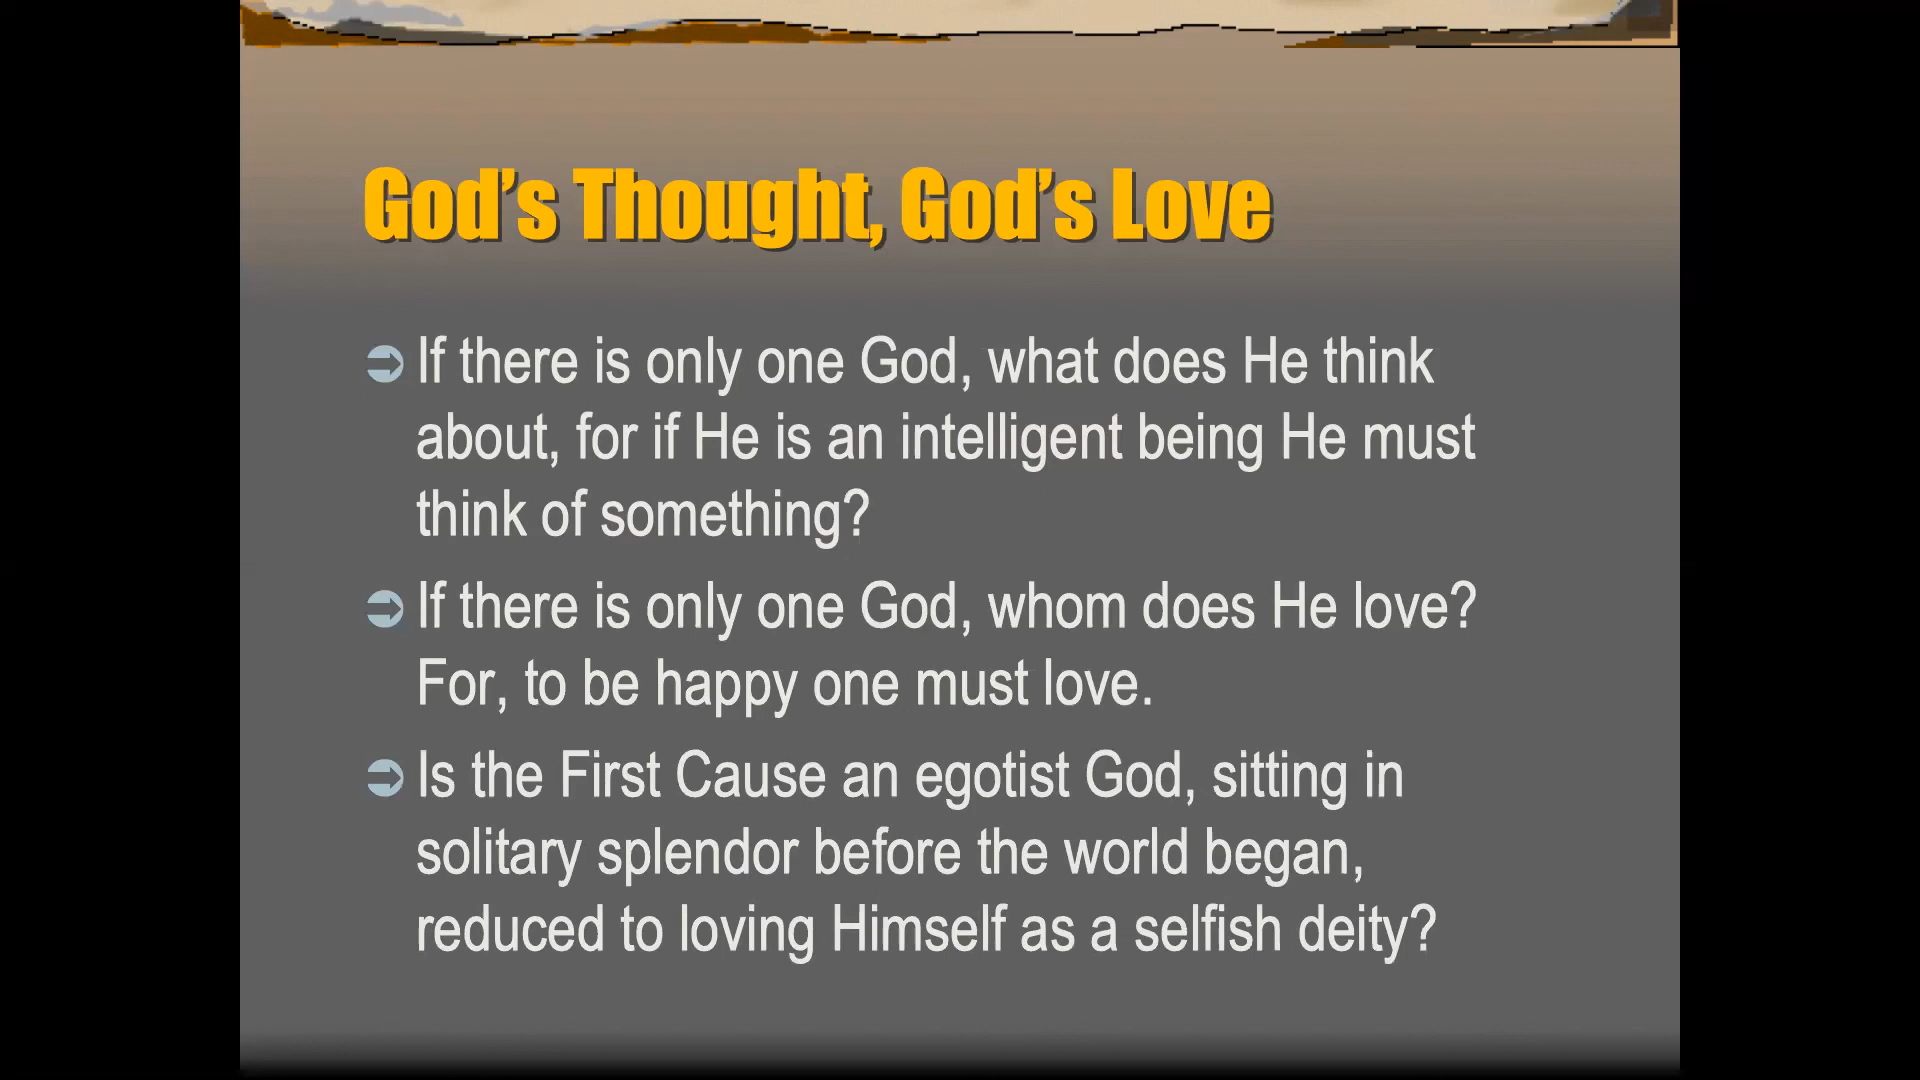 God’s Thought, God’s Love
If there is only one God, what does He think
about, for if He is an intelligent being He must
think of something?
If there is only one God, whom does He love?
For, to be happy one must love.
Is the First Cause an egotist God, sitting in
solitary splendor before the world began,
reduced to loving Himself as a selfish deity?